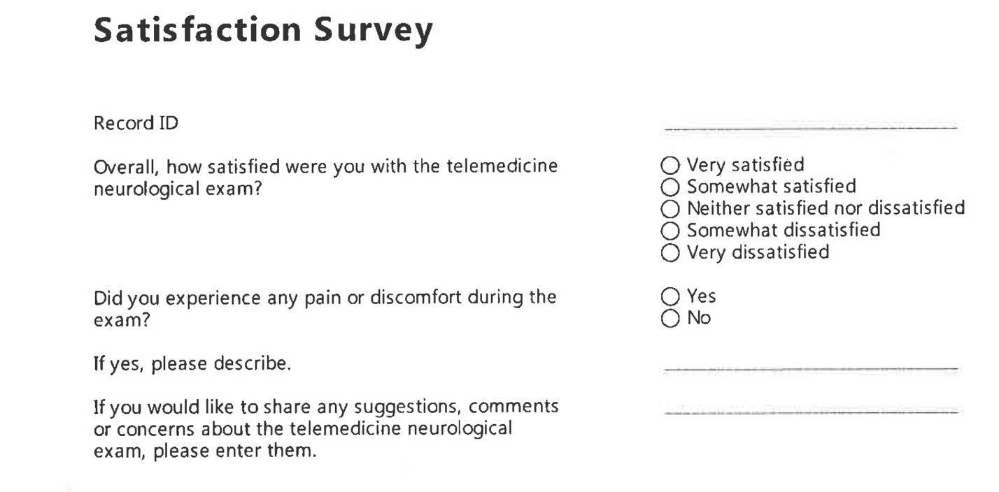 Satisfaction Survey
Record ID
Overall, how satisfied were you with the telemedicine
neurological exam?
Very satisfied
Somewhat satisfied
Neither satisfied nor dissatisfied
Somewhat dissatisfied
Very dissatisfied
Did you experience any pain or discomfort during the
exam?
Yes
No
If yes, please describe.
If you would like to share any suggestions, comments
or concerns about the telemedicine neurological
exam, please enter them.